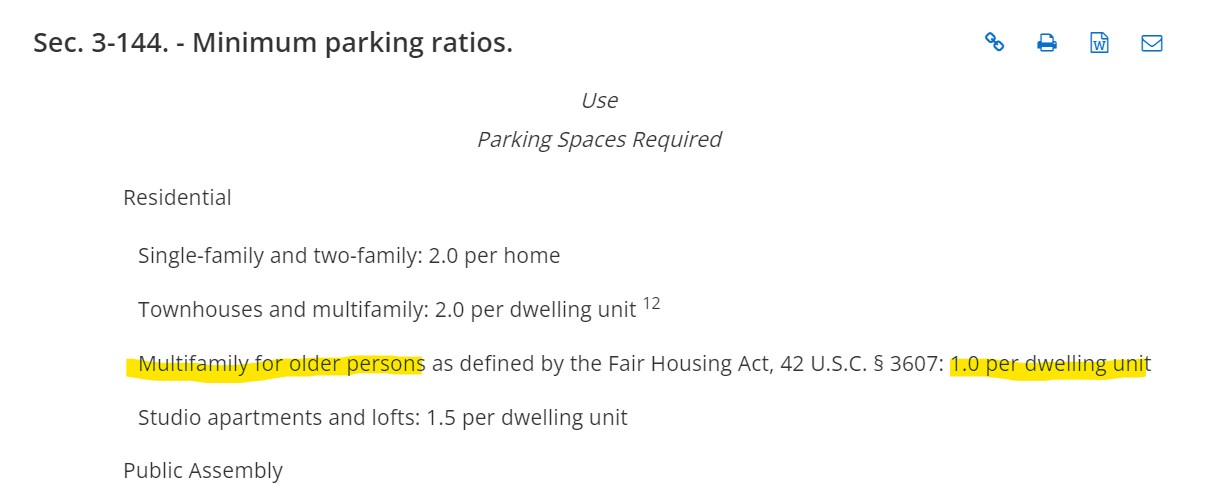 Sec. 3-144. - Minimum parking ratios.
Use
Parking Spaces Required
Residential
Single-family and two-family: 2.0 per home
Townhouses and multifamily: 2.0 per dwelling unit 12
Multifamily for older persons as defined by the Fair Housing Act, 42 U.S.C. § 3607: 1.0 per dwelling unit
Studio apartments and lofts: 1.5 per dwelling unit
Public Assembly